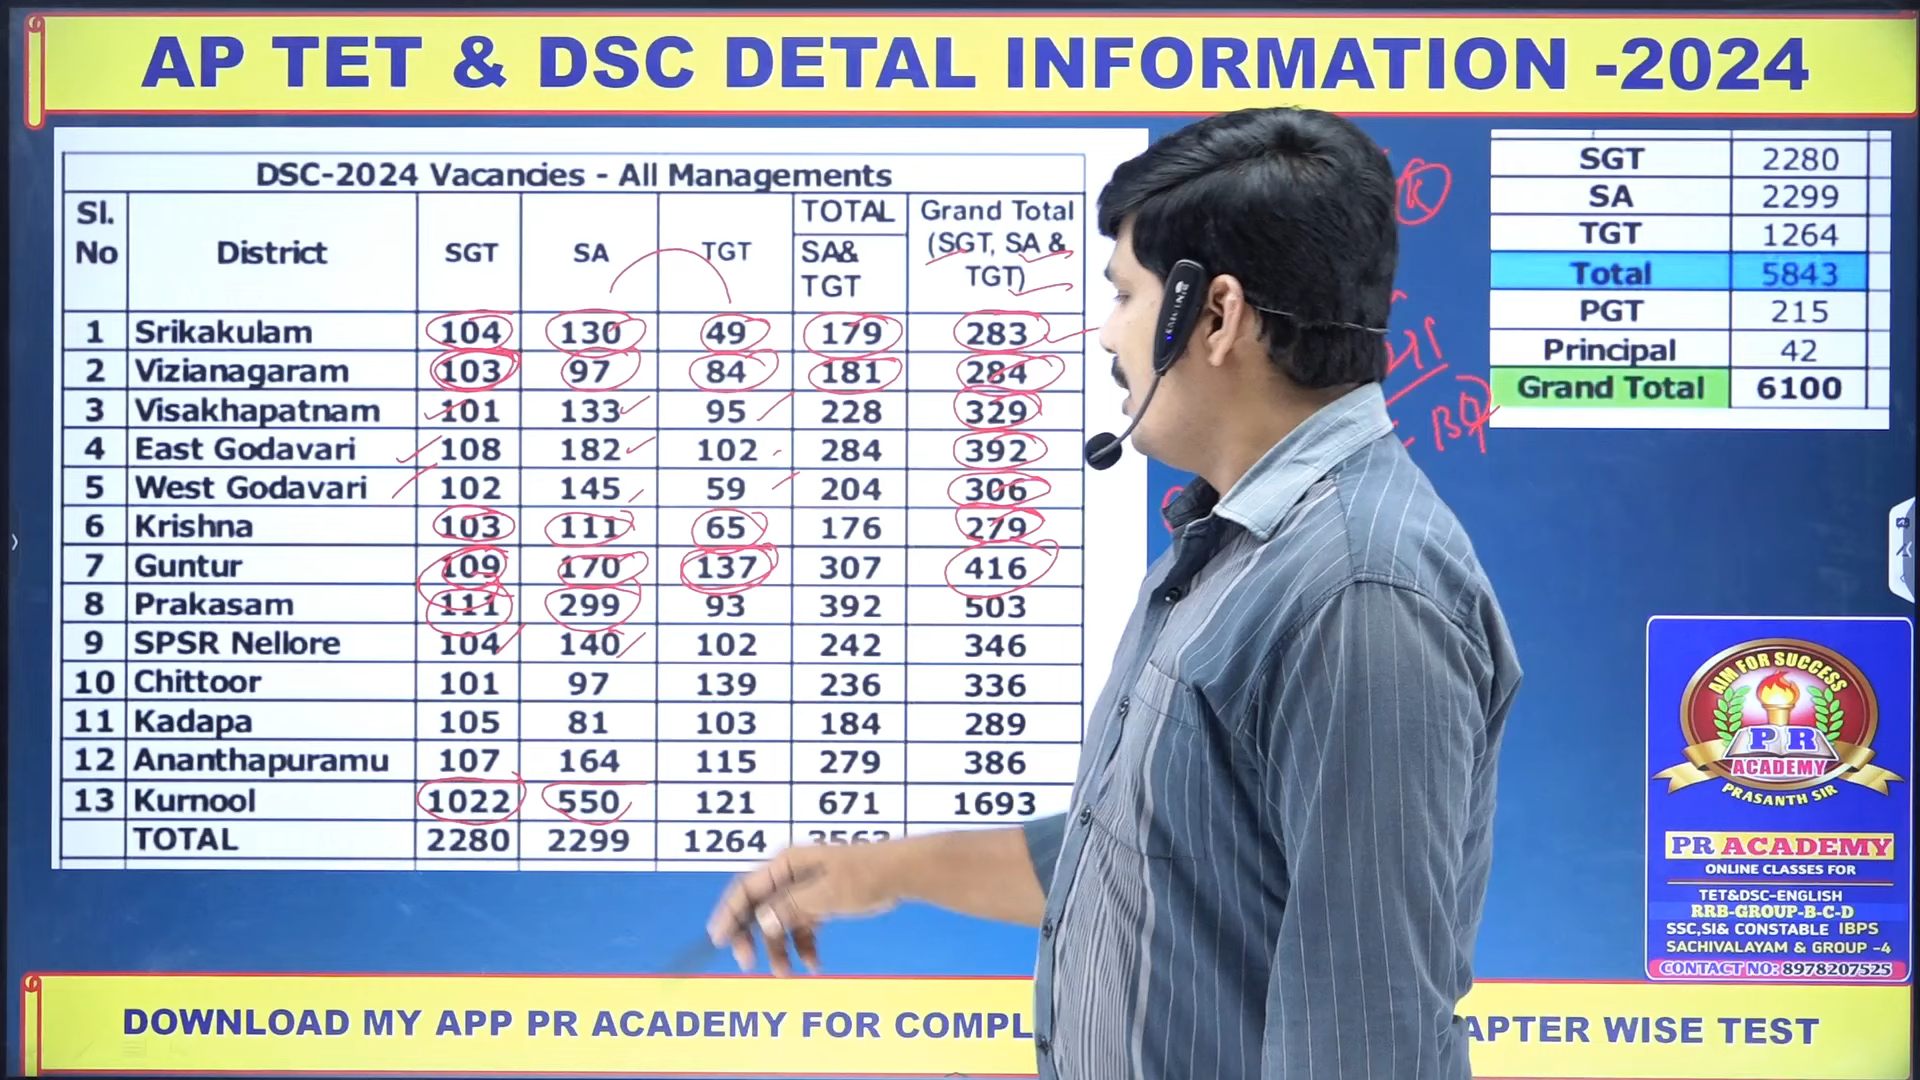 AP TET & DSC DETAL INFORMATION -2024
DSC-2024 Vacancies - All Managements
Sl. No District SGT SA TGT TOTAL SA& TGT Grand Total (SGT, SA & TGT)
1 Srikakulam 104 130 49 179 283
2 Vizianagaram 103 97 84 181 284
3 Visakhapatnam 101 133 95 228 329
4 East Godavari 108 182 102 284 392
5 West Godavari 102 145 59 204 306
6 Krishna 103 111 65 176 279
7 Guntur 109 170 137 307 416
8 Prakasam 111 299 93 392 503
9 SPSR Nellore 104 140 102 242 346
10 Chittoor 101 97 139 236 336
11 Kadapa 105 81 103 184 289
12 Ananthapuramu 107 164 115 279 386
13 Kurnool 1022 550 121 671 1693
TOTAL 2280 2299 1264 3563
SGT 2280
SA 2299
TGT 1264
Total 5843
PGT 215
Principal 42
Grand Total 6100
AIM FOR SUCCESS
P R
ACADEMY
PRASANTH SIR
PR ACADEMY
ONLINE CLASSES FOR
TET&DSC-ENGLISH
RRB-GROUP-B-C-D
SSC,SI& CONSTABLE IBPS
SACHIVALAYAM & GROUP -4
CONTACT NO: 8978207525
DOWNLOAD MY APP PR ACADEMY FOR COMPL
APTER WISE TEST